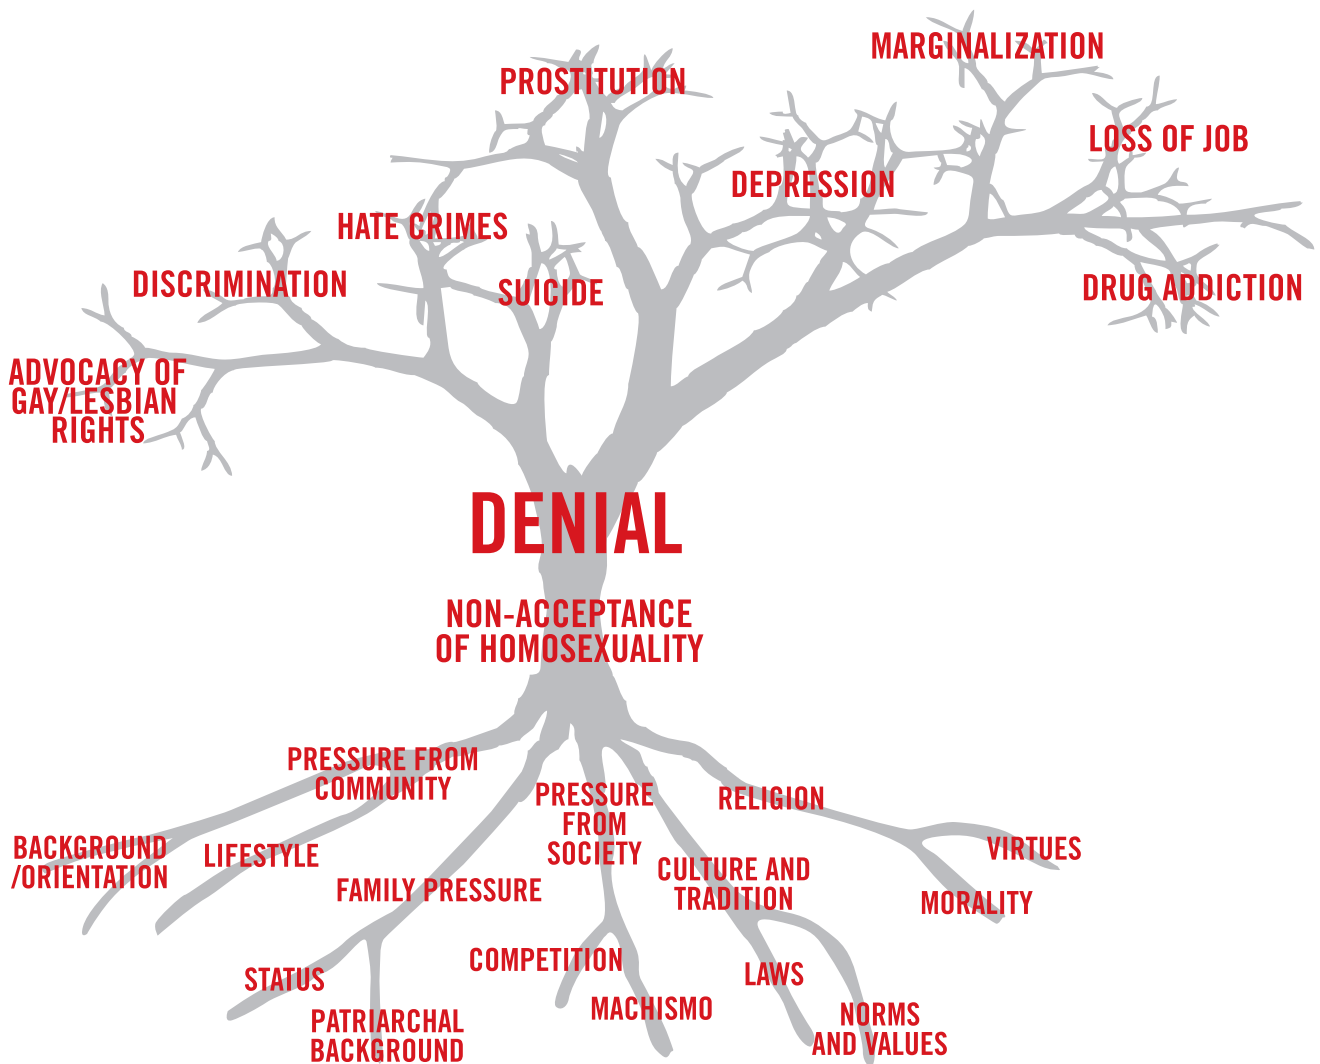 MARGINALIZATION
PROSTITUTION
LOSS OF JOB
DEPRESSION
HATE CRIMES
DISCRIMINATION
SUICIDE
DRUG ADDICTION
ADVOCACY OF
GAY/LESBIAN
RIGHTS
DENIAL
NON-ACCEPTANCE
OF HOMOSEXUALITY
PRESSURE FROM
COMMUNITY
PRESSURE
FROM
SOCIETY
RELIGION
BACKGROUND
/ORIENTATION
LIFESTYLE
VIRTUES
FAMILY PRESSURE
CULTURE AND
TRADITION
MORALITY
STATUS
COMPETITION
LAWS
PATRIARCHAL
BACKGROUND
MACHISMO
NORMS
AND VALUES